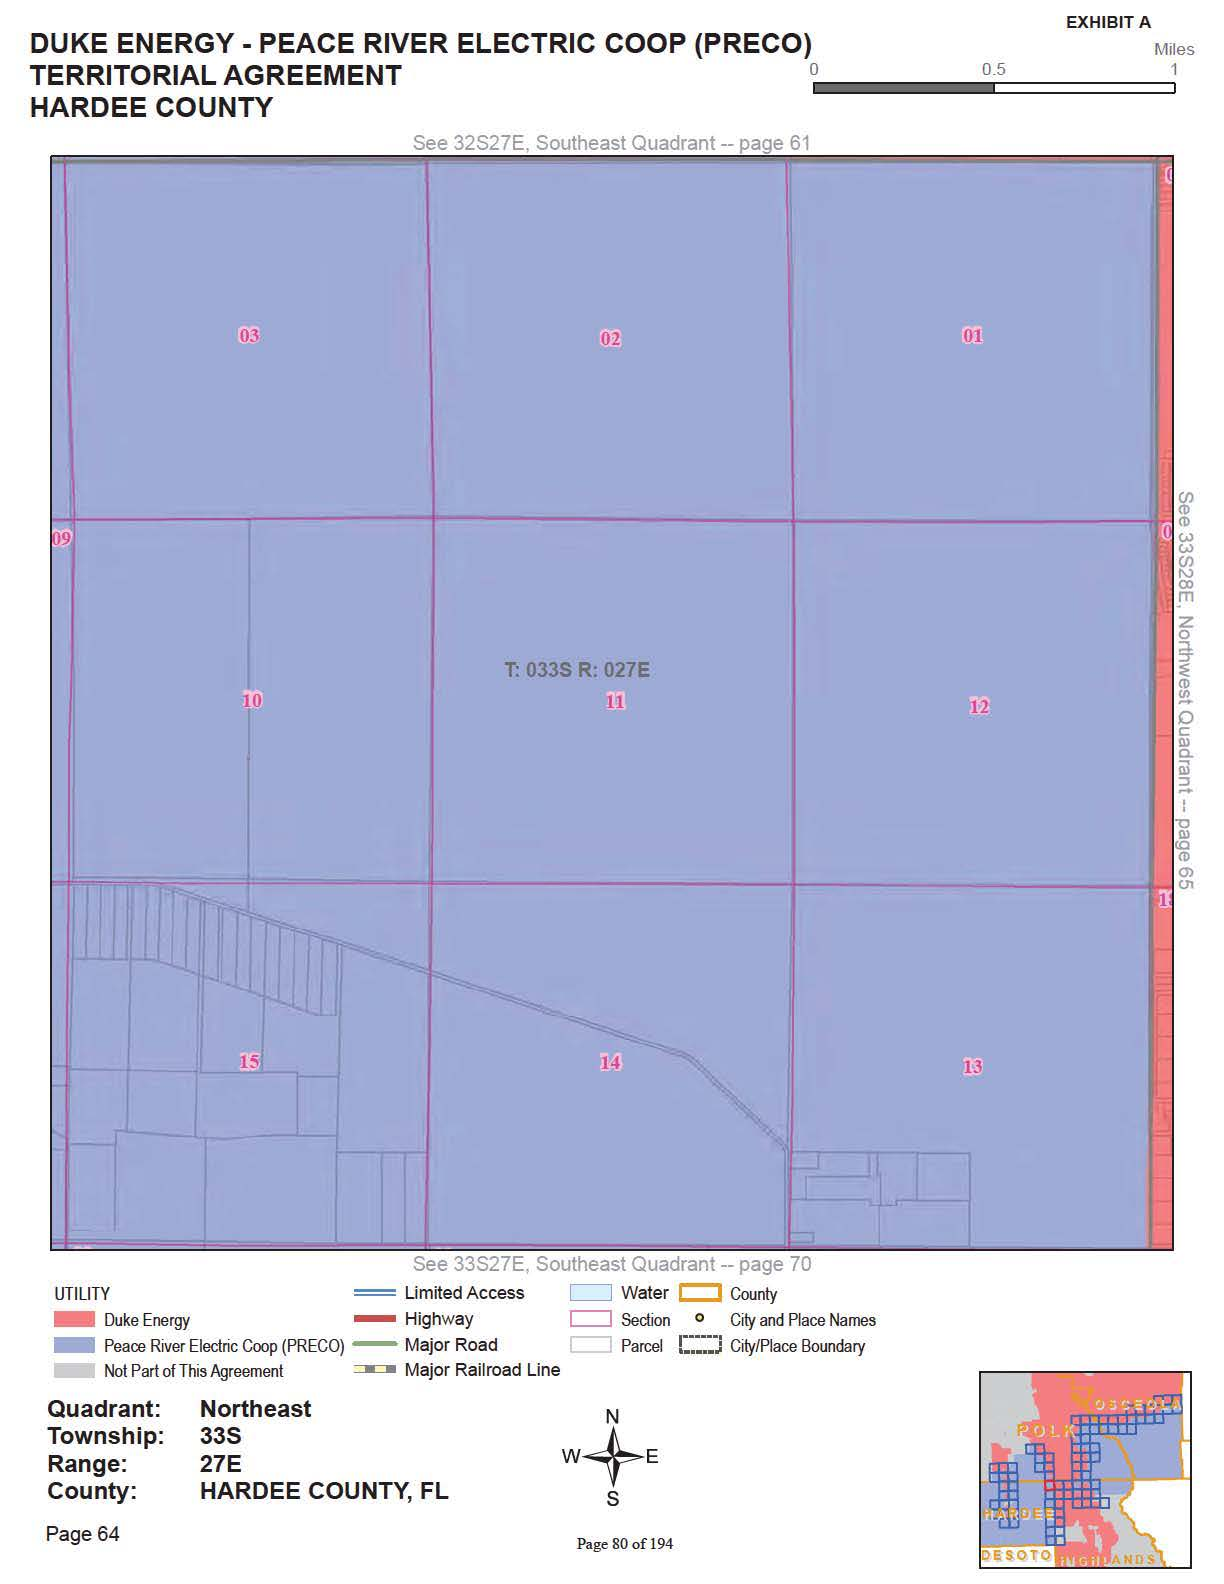 EXHIBIT A
DUKE ENERGY - PEACE RIVER ELECTRIC COOP (PRECO)
TERRITORIAL AGREEMENT
HARDEE COUNTY
Miles
0 0.5 1
See 32S27E, Southeast Quadrant -- page 61
03 02 01
09
10 11 12
T: 033S R: 027E
15 14 13
See 33S28E, Northwest Quadrant -- page 65
See 33S27E, Southeast Quadrant -- page 70
UTILITY
Duke Energy
Peace River Electric Coop (PRECO)
Not Part of This Agreement
Limited Access
Highway
Major Road
Major Railroad Line
Water
Section
Parcel
County
City and Place Names
City/Place Boundary
Quadrant: Northeast
Township: 33S
Range: 27E
County: HARDEE COUNTY, FL
Page 64
N
W E
S
Page 80 of 194
OSCEOLA
POLK
HARDEE
DESOTO
HIGHLANDS